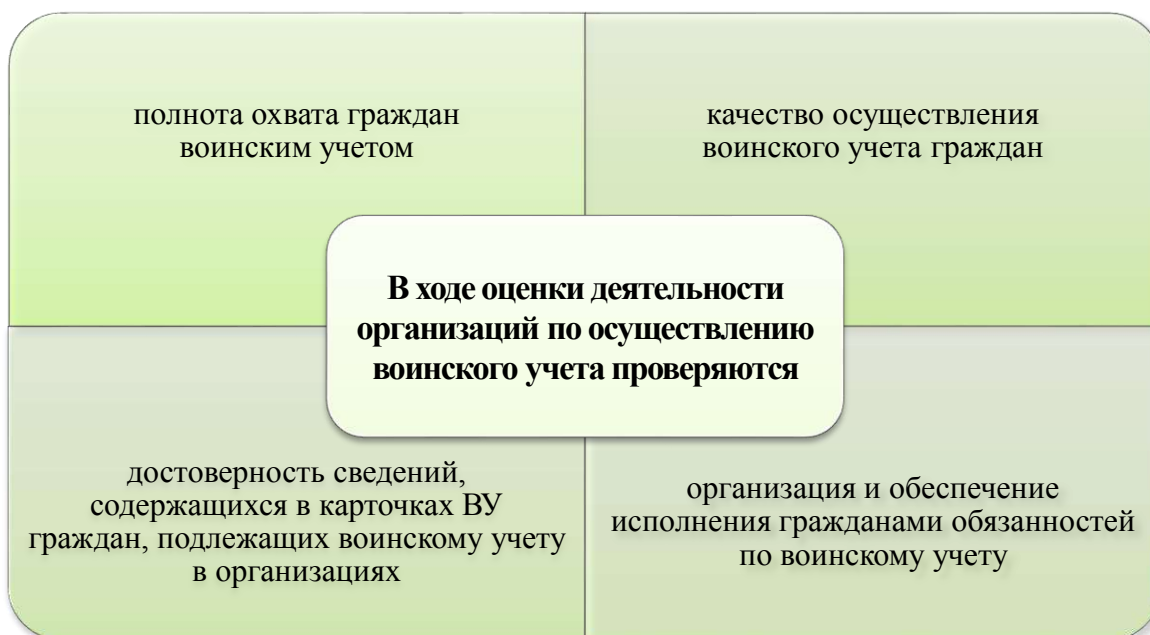 полнота охвата граждан
воинским учетом
качество осуществления
воинского учета граждан
В ходе оценки деятельности
организаций по осуществлению
воинского учета проверяются
достоверность сведений,
содержащихся в карточках ВУ
граждан, подлежащих воинскому учету
в организациях
организация и обеспечение
исполнения гражданами обязанностей
по воинскому учету